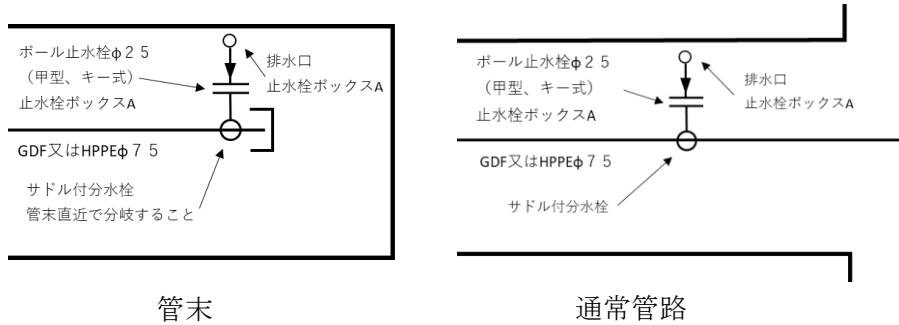 ボール止水栓φ２５
（甲型、キー式）
止水栓ボックスA
排水口
止水栓ボックスA
GDF又はHPPEφ７５
サドル付分水栓
管末直近で分岐すること
管末
ボール止水栓φ２５
（甲型、キー式）
止水栓ボックスA
排水口
止水栓ボックスA
GDF又はHPPEφ７５
サドル付分水栓
通常管路